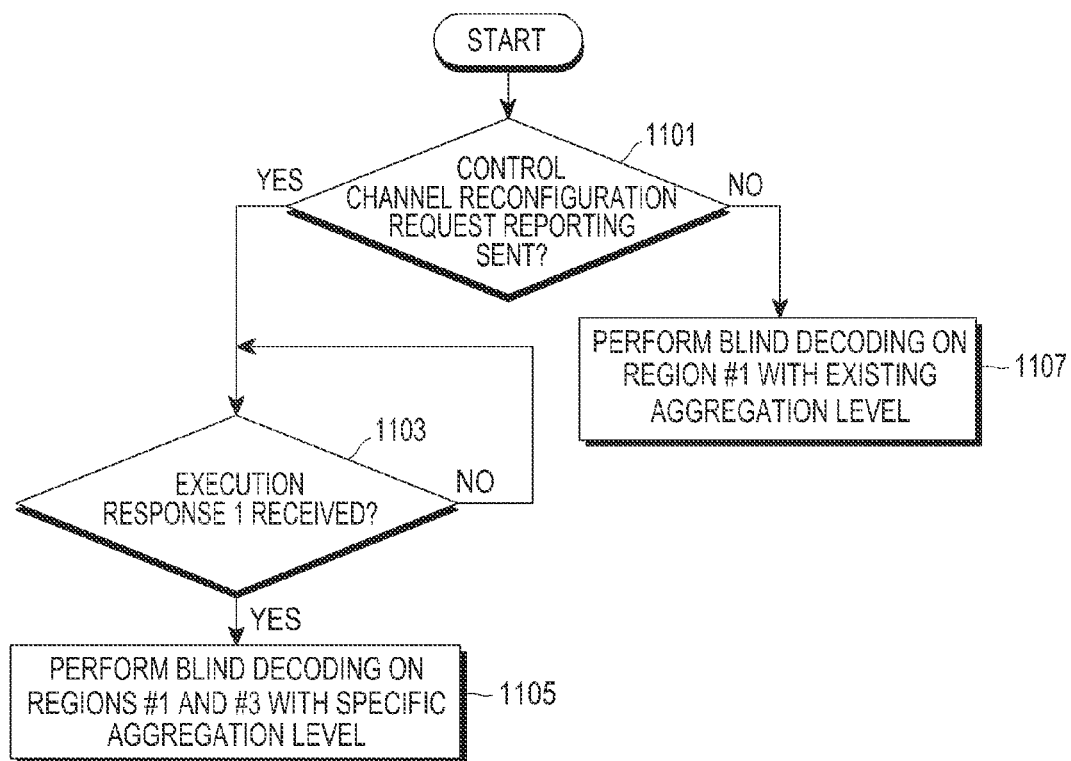 START
1101
CONTROL
CHANNEL RECONFIGURATION
REQUEST REPORTING
SENT?
YES
NO
PERFORM BLIND DECODING ON
REGION #1 WITH EXISTING
AGGREGATION LEVEL
1107
1103
EXECUTION
RESPONSE 1 RECEIVED?
NO
YES
PERFORM BLIND DECODING ON
REGIONS #1 AND #3 WITH SPECIFIC
AGGREGATION LEVEL
1105